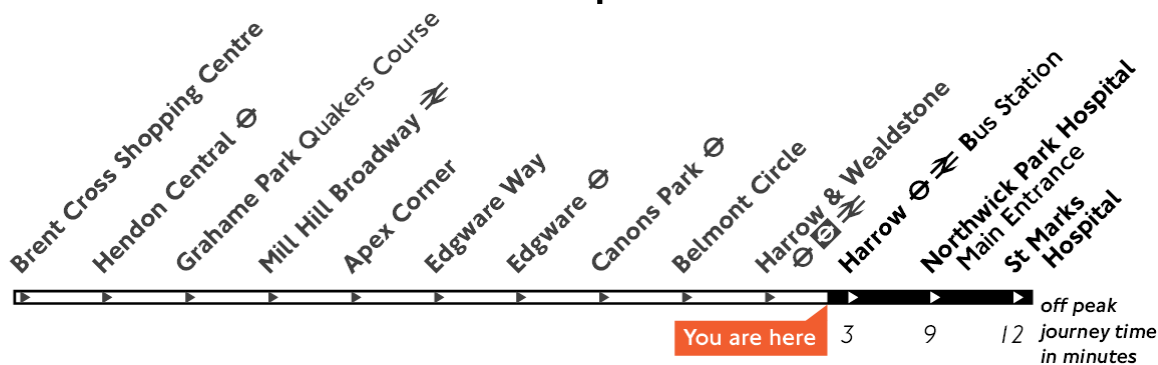 Brent Cross Shopping Centre
Hendon Central
Grahame Park Quakers Course
Mill Hill Broadway
Apex Corner
Edgware Way
Edgware
Canons Park
Belmont Circle
Harrow & Wealdstone
Harrow Bus Station
Northwick Park Hospital
Main Entrance
St Marks
Hospital
You are here
3
9
12
off peak
journey time
in minutes